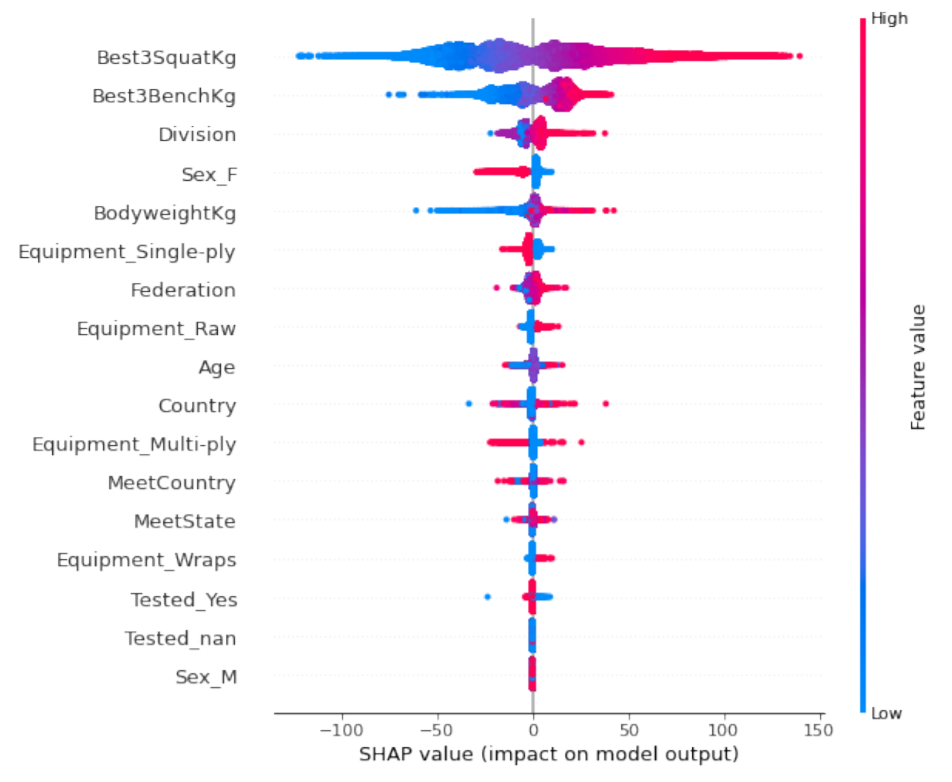 High
Best3SquatKg
Best3BenchKg
Division
Sex_F
BodyweightKg
Equipment_Single-ply
Federation
Equipment_Raw
Age
Country
Equipment_Multi-ply
MeetCountry
MeetState
Equipment_Wraps
Tested_Yes
Tested_nan
Sex_M
Low
Feature value
−100 −50 0 50 100 150
SHAP value (impact on model output)